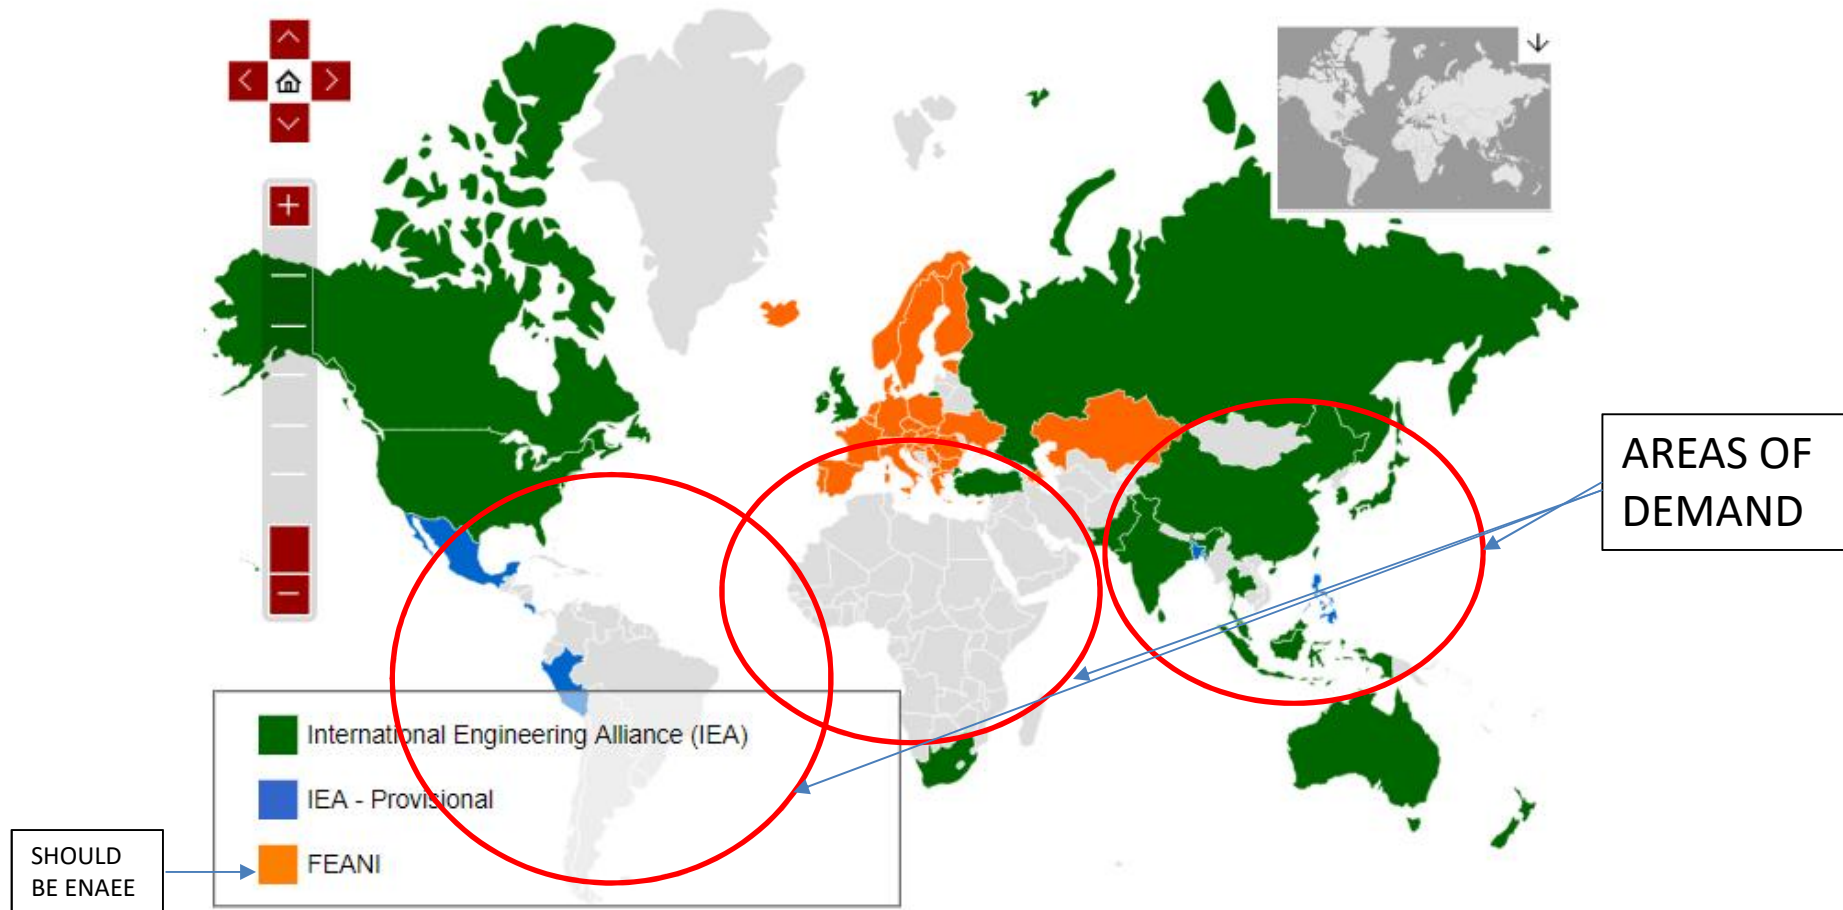 AREAS OF
DEMAND
International Engineering Alliance (IEA)
IEA - Provisional
FEANI
SHOULD
BE ENAEE